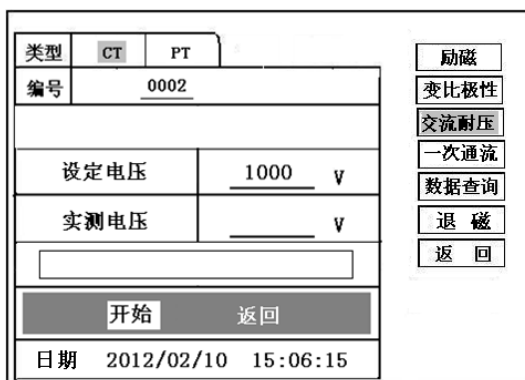 类型 CT PT
编号 0002
设定电压 1000 V
实测电压 V
开始 返回
日期 2012/02/10 15:06:15
励磁
变比极性
交流耐压
一次通流
数据查询
退 磁
返 回